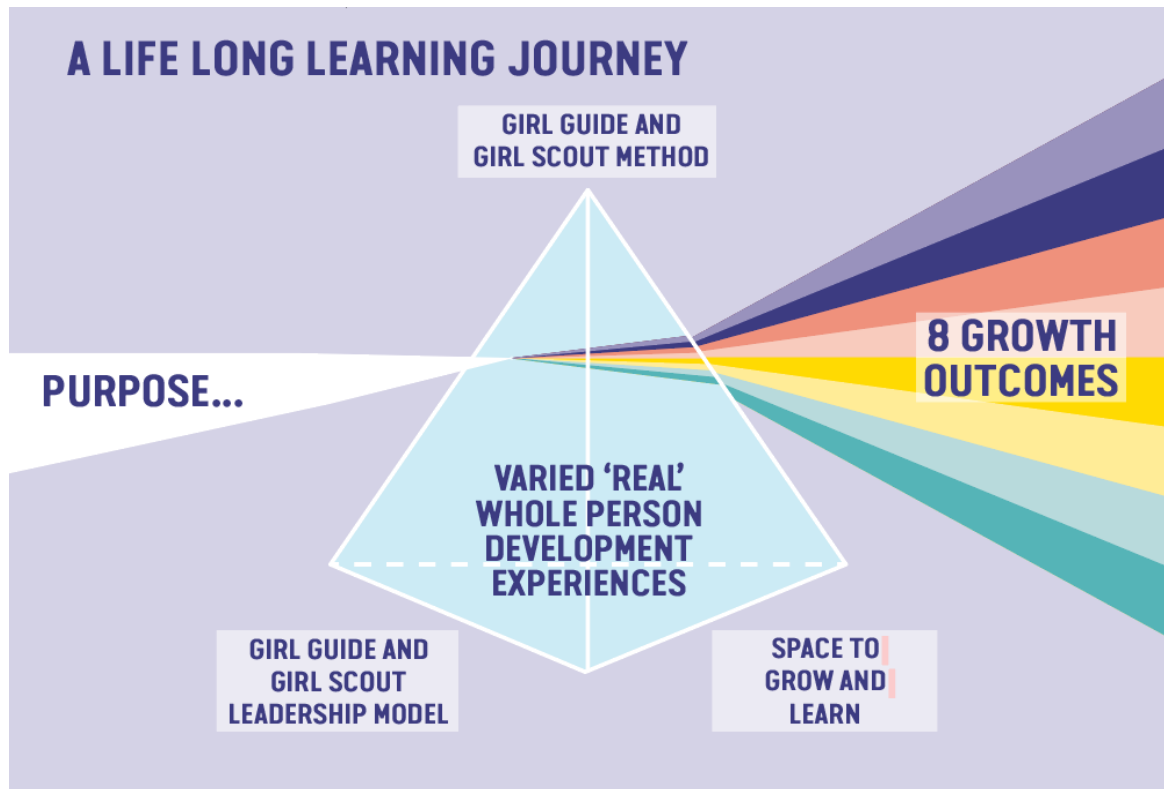 A LIFE LONG LEARNING JOURNEY
GIRL GUIDE AND
GIRL SCOUT METHOD
PURPOSE...
8 GROWTH
OUTCOMES
VARIED ‘REAL’
WHOLE PERSON
DEVELOPMENT
EXPERIENCES
GIRL GUIDE AND
GIRL SCOUT
LEADERSHIP MODEL
SPACE TO
GROW AND
LEARN